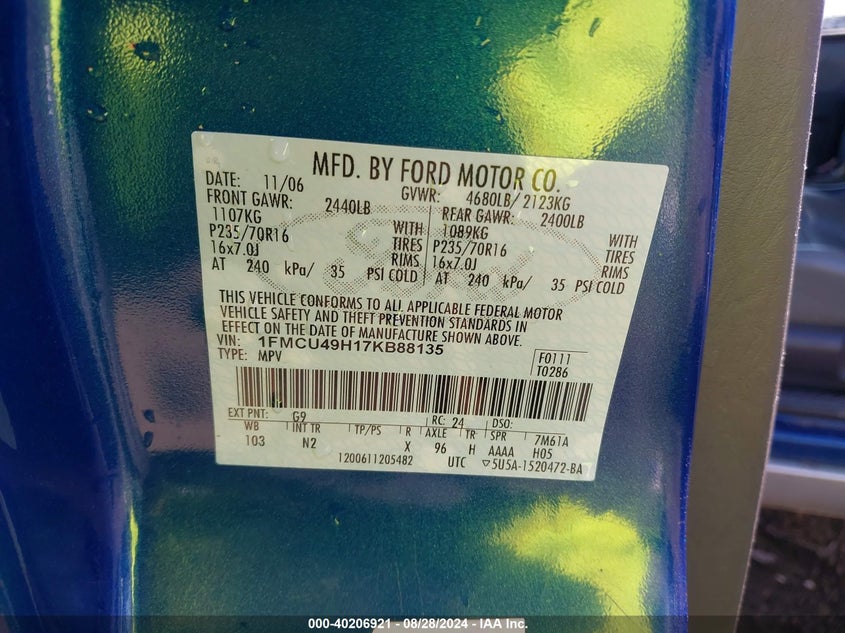 MFD. BY FORD MOTOR CO.
DATE: 11/06 GVWR: 4680LB/ 2123KG
FRONT GAWR: 2440LB REAR GAWR: 2400LB
1107KG WITH 1089KG WITH
P235/70R16 TIRES P235/70R16 TIRES
16x7.0J RIMS 16x7.0J RIMS
AT 240 kPa/ 35 PSI COLD AT 240 kPa/ 35 PSI COLD
THIS VEHICLE CONFORMS TO ALL APPLICABLE FEDERAL MOTOR
VEHICLE SAFETY AND THEFT PREVENTION STANDARDS IN
EFFECT ON THE DATE OF MANUFACTURE SHOWN ABOVE.
VIN: 1FMCU49H17KB88135
TYPE: MPV
F0111
T0286
EXT PNT: G9 RC: 24 DSO:
WB INT TR TP/PS R AXLE TR SPR 7M61A
103 N2 X 96 H AAAA H05
1200611205482 UTC ▽5U5A-1520472-BA
000-40206921 - 08/28/2024 - IAA Inc.